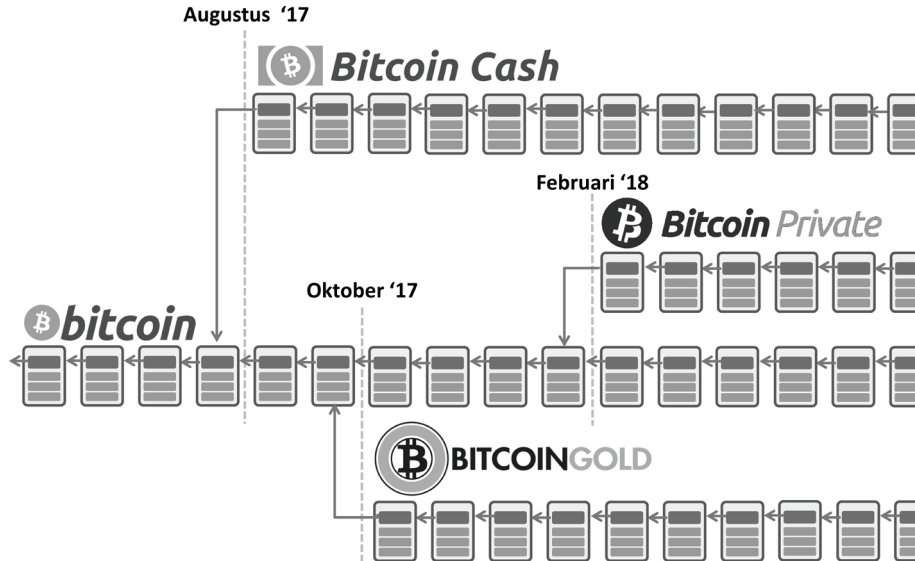 Augustus ‘17
Bitcoin Cash
Februari ‘18
Bitcoin Private
Oktober ‘17
bitcoin
BITCOINGOLD